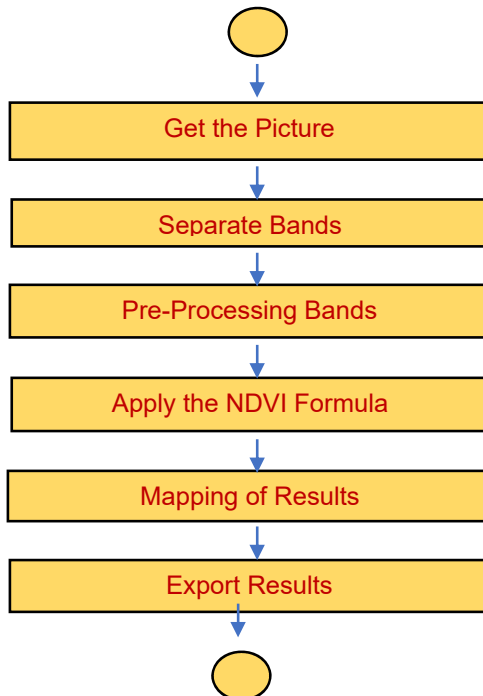 Get the Picture
Separate Bands
Pre-Processing Bands
Apply the NDVI Formula
Mapping of Results
Export Results